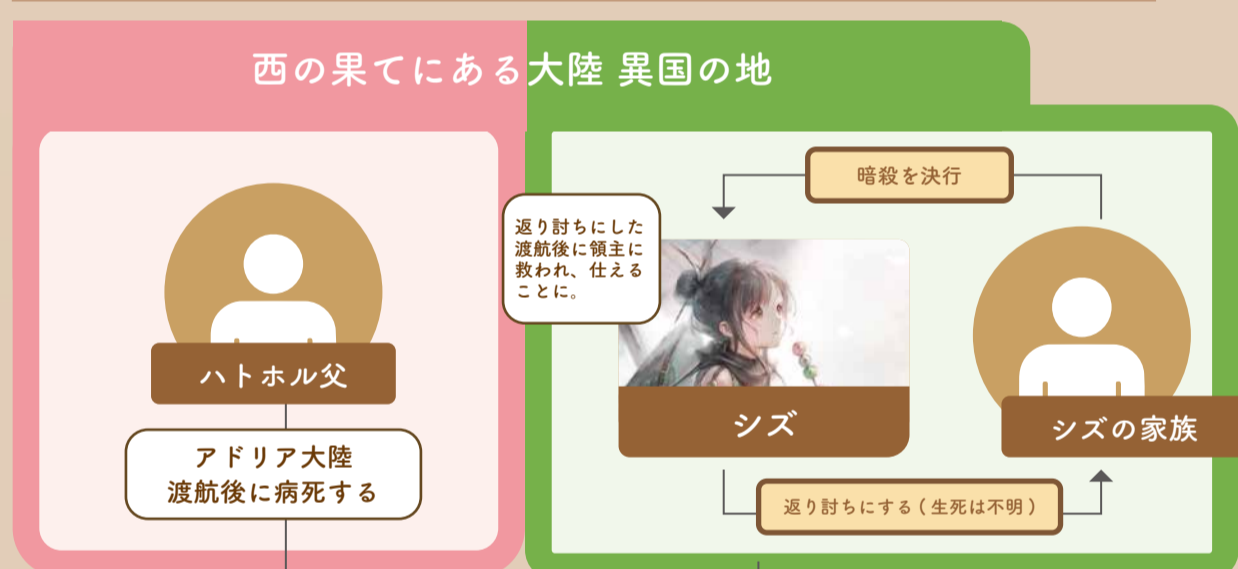 西の果てにある大陸 異国の地
ハトホル父
アドリア大陸
渡航後に病死する
返り討ちにした
渡航後に領主に
救われ、仕える
ことに。
暗殺を決行
シズ
シズの家族
返り討ちにする(生死は不明)